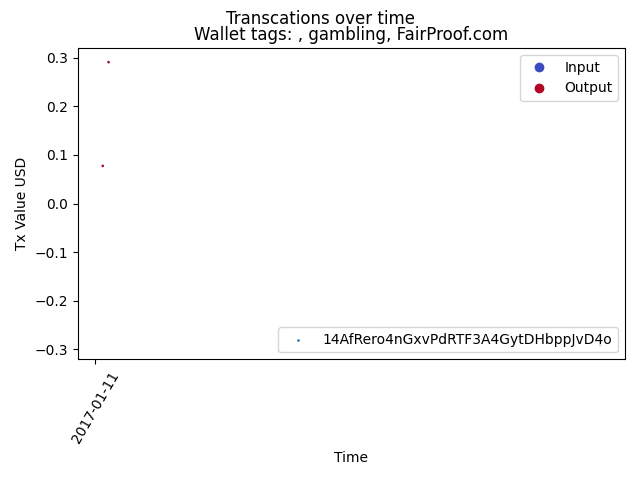 Transcations over time
Wallet tags: , gambling, FairProof.com
Input
Output
0.3
0.2
0.1
0.0
−0.1
−0.2
−0.3
Tx Value USD
14AfRero4nGxvPdRTF3A4GytDHbppJvD4o
2017-01-11
Time